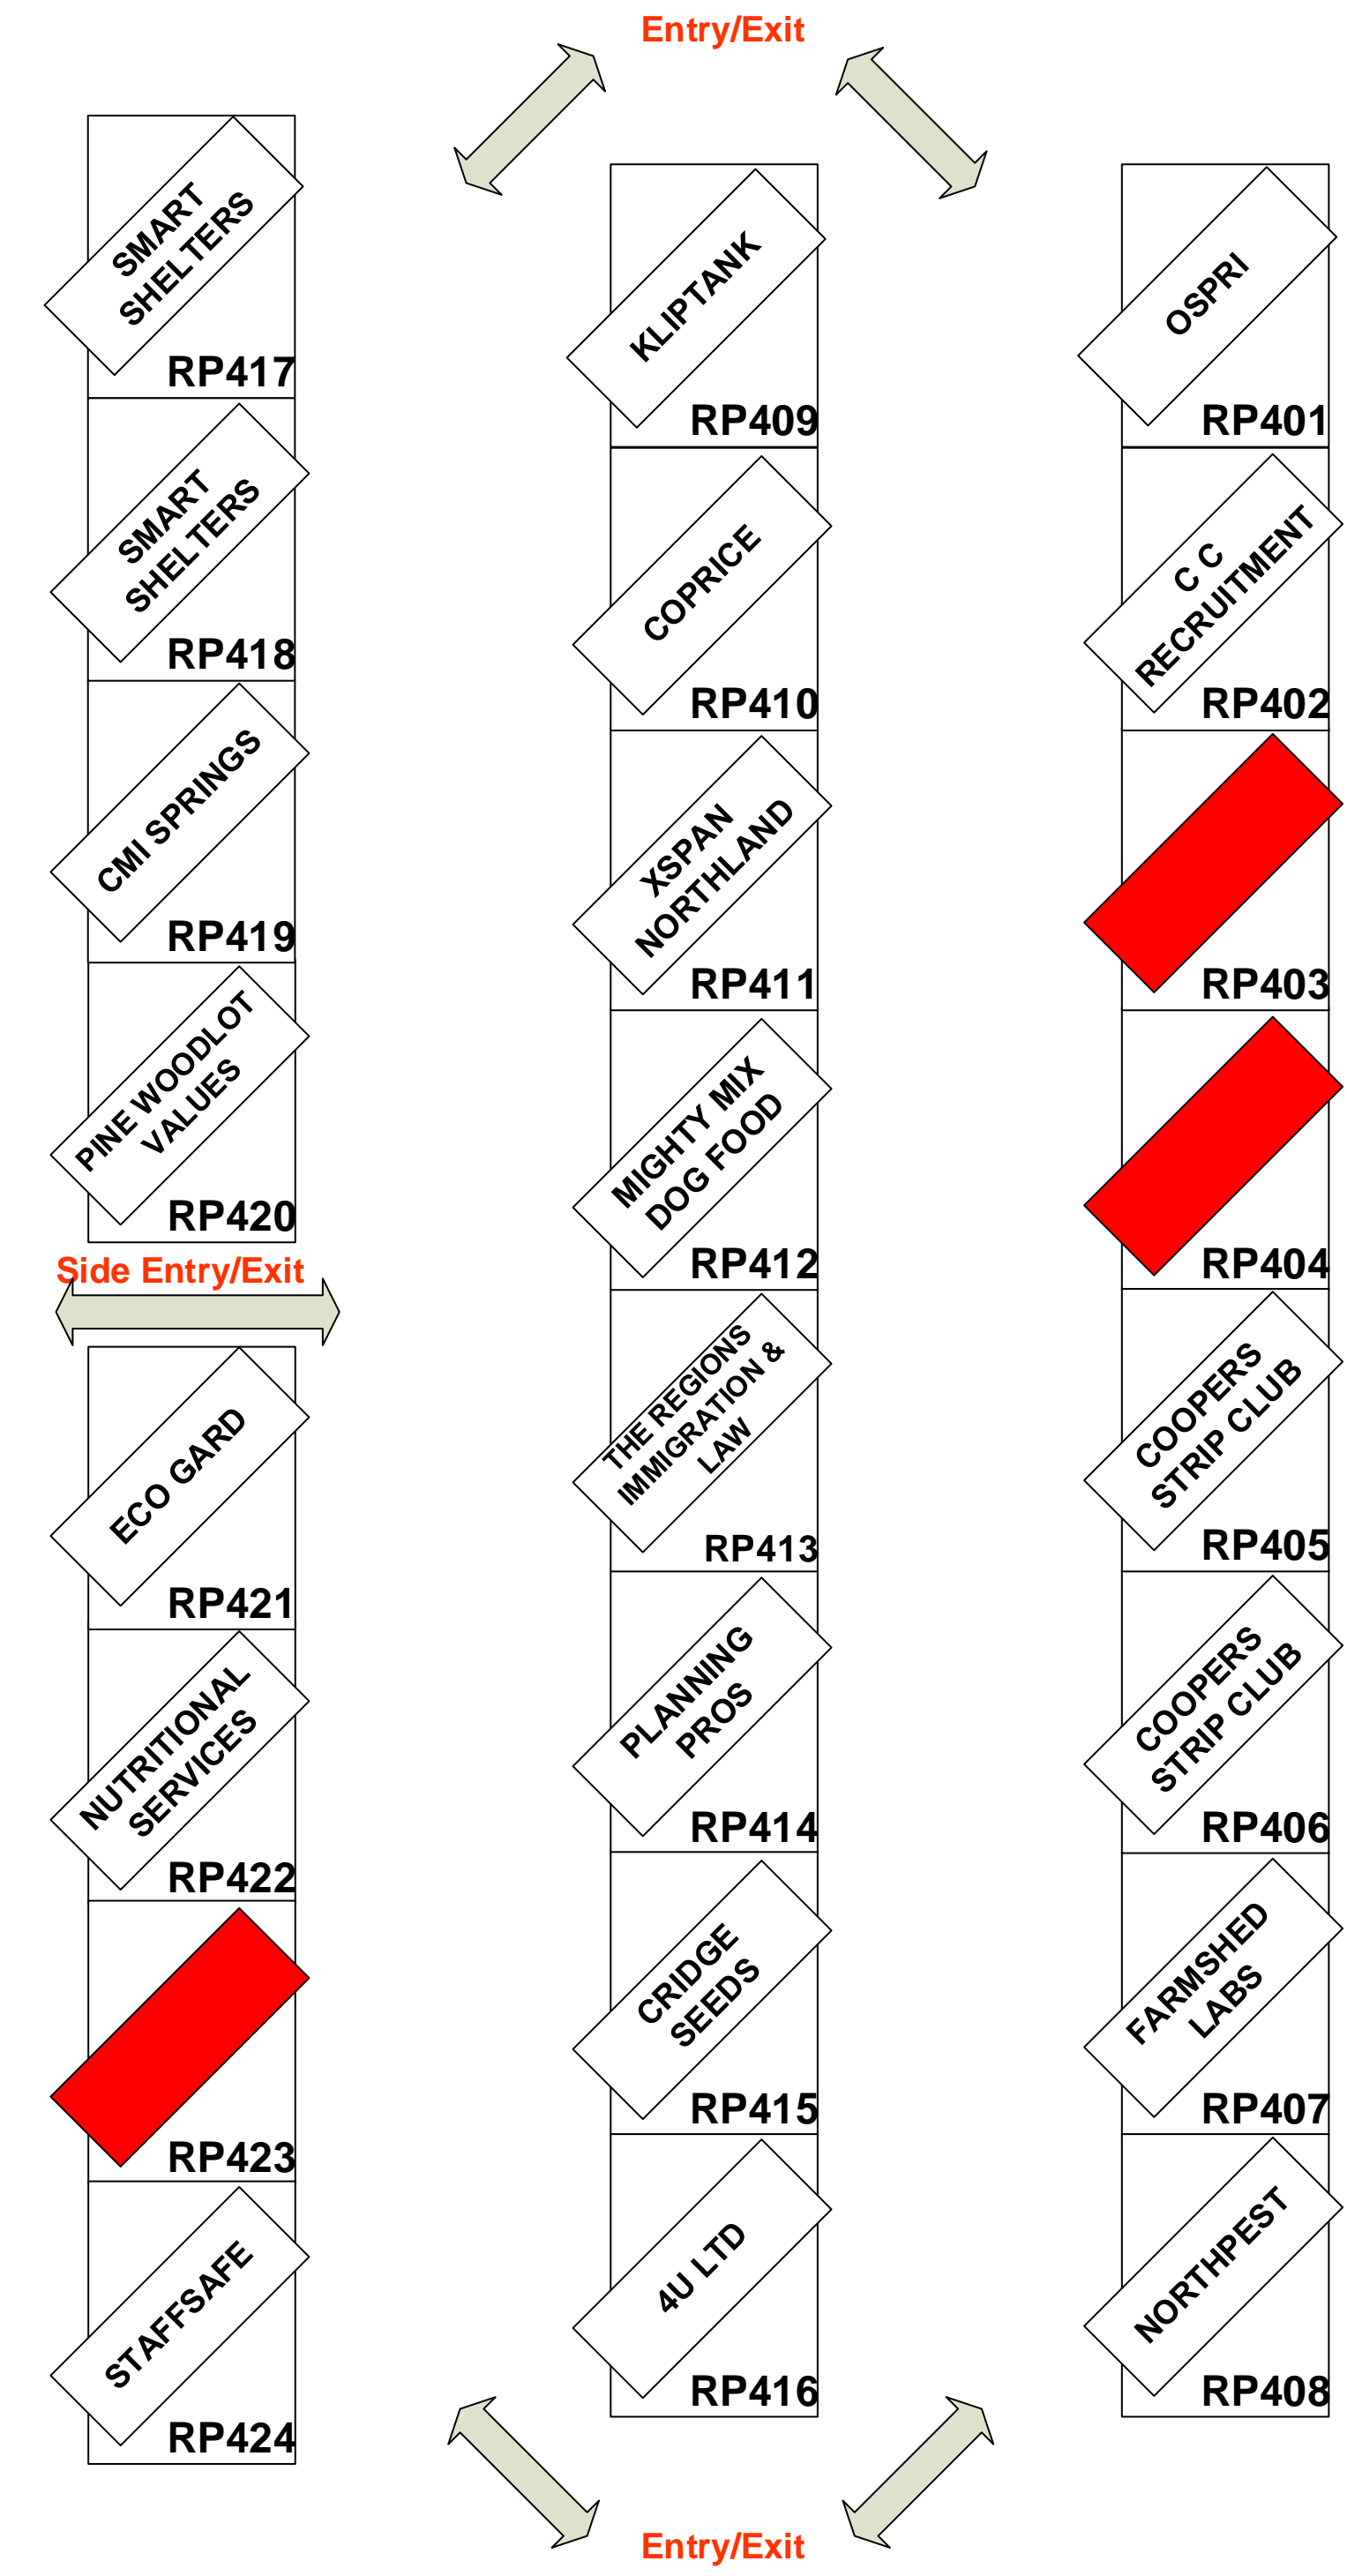 Entry/Exit
SMART
SHELTERS
RP417
SMART
SHELTERS
RP418
CMI SPRINGS
RP419
PINE WOODLOT
VALUES
RP420
Side Entry/Exit
ECO GARD
RP421
NUTRITIONAL
SERVICES
RP422
RP423
STAFFSAFE
RP424
KLIPTANK
RP409
COPRICE
RP410
XSPAN
NORTHLAND
RP411
MIGHTY MIX
DOG FOOD
RP412
THE REGIONS
IMMIGRATION &
LAW
RP413
PLANNING
PROS
RP414
CRIDGE
SEEDS
RP415
4U LTD
RP416
OSPRI
RP401
C C
RECRUITMENT
RP402
RP403
RP404
COOPERS
STRIP CLUB
RP405
COOPERS
STRIP CLUB
RP406
FARMSHED
LABS
RP407
NORTHPEST
RP408
Entry/Exit